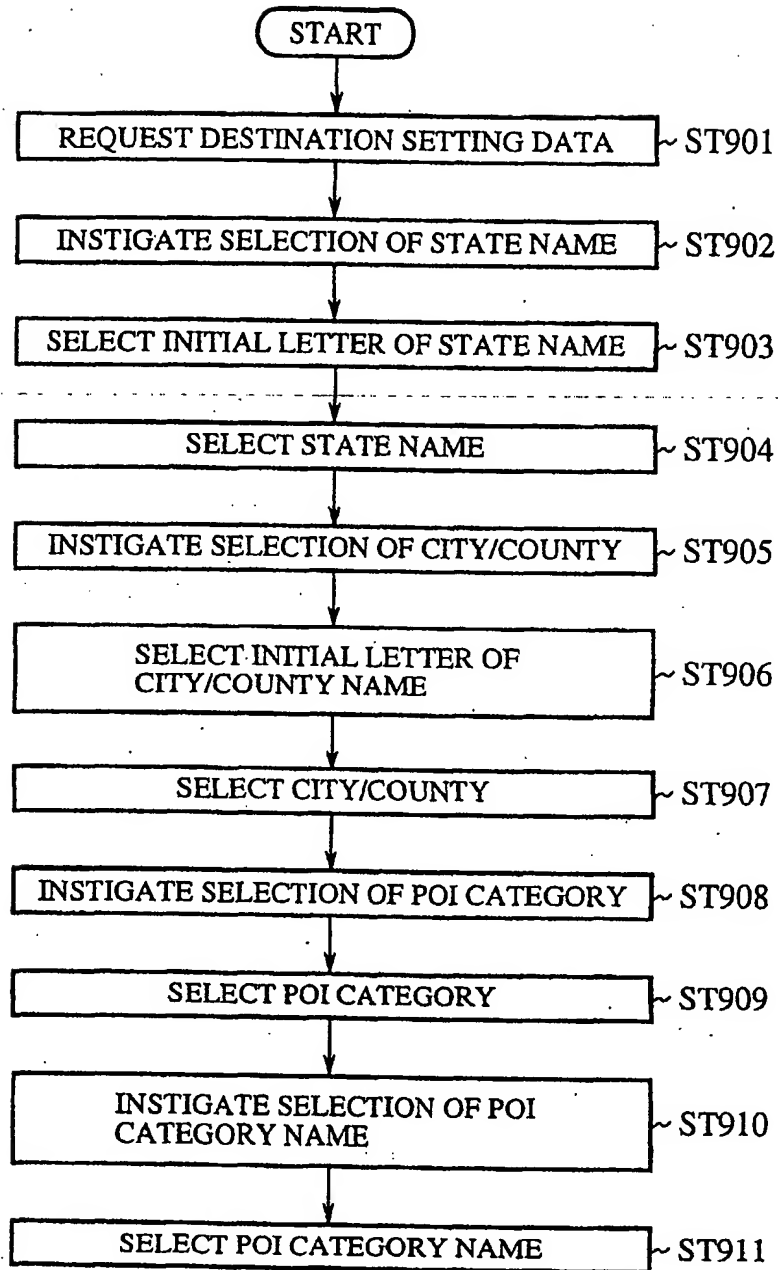 START
REQUEST DESTINATION SETTING DATA ~ ST901
INSTIGATE SELECTION OF STATE NAME ~ ST902
SELECT INITIAL LETTER OF STATE NAME ~ ST903
SELECT STATE NAME ~ ST904
INSTIGATE SELECTION OF CITY/COUNTY ~ ST905
SELECT INITIAL LETTER OF
CITY/COUNTY NAME ~ ST906
SELECT CITY/COUNTY ~ ST907
INSTIGATE SELECTION OF POI CATEGORY ~ ST908
SELECT POI CATEGORY ~ ST909
INSTIGATE SELECTION OF POI
CATEGORY NAME ~ ST910
SELECT POI CATEGORY NAME ~ ST911